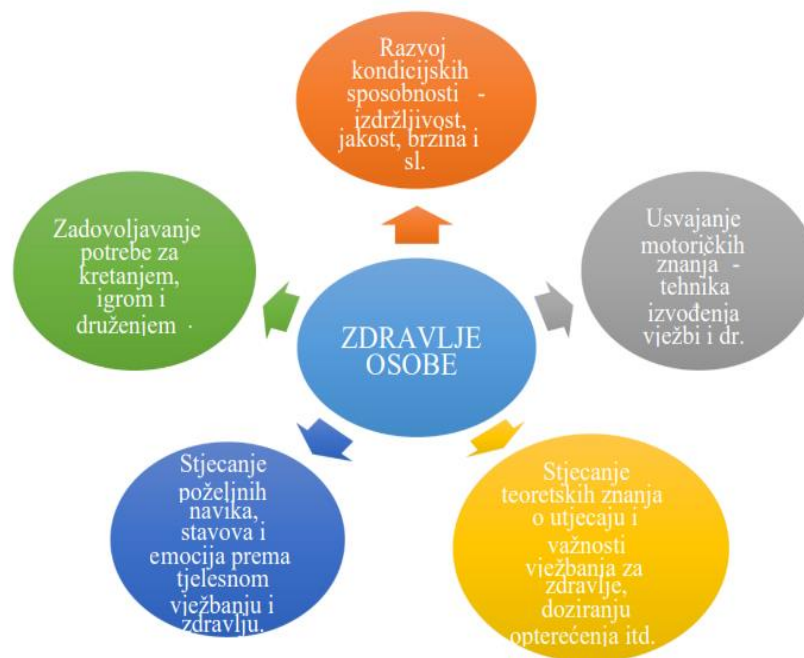 Razvoj
kondicijskih
sposobnosti -
izdržljivost,
jakost, brzina i
sl.
Zadovoljavanje
potrebe za
kretanjem,
igrom i
druženjem .
Usvajanje
motoričkih
znanja -
tehnika
izvođenja
vježbi i dr.
ZDRAVLJE
OSOBE
Stjecanje
poželjnih
navika,
stavova i
emocija prema
tjelesnom
vježbanju i
zdravlju.
Stjecanje
teoretskih znanja
o utjecaju i
važnosti
vježbanja za
zdravlje,
doziranju
opterećenja itd.